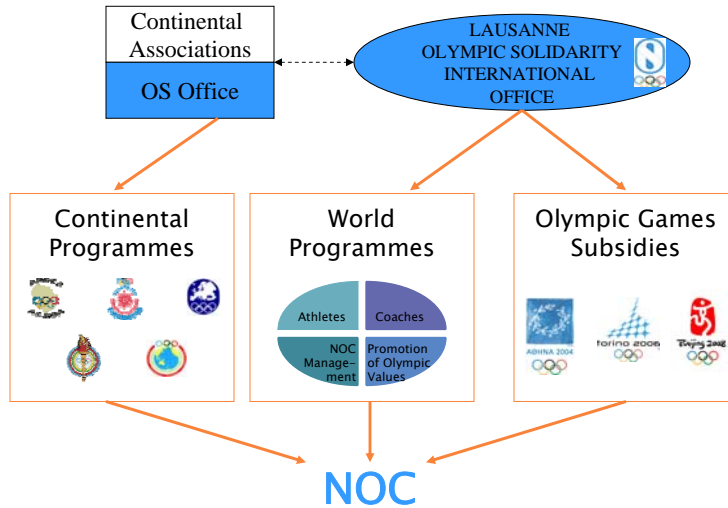 Continental
Associations
OS Office
LAUSANNE
OLYMPIC SOLIDARITY
INTERNATIONAL
OFFICE
Continental
Programmes
World
Programmes
Athletes
Coaches
NOC
Manage-
ment
Promotion
of Olympic
Values
Olympic Games
Subsidies
ΑΘΗΝΑ 2004
torino 2006
Beijing 2008
NOC